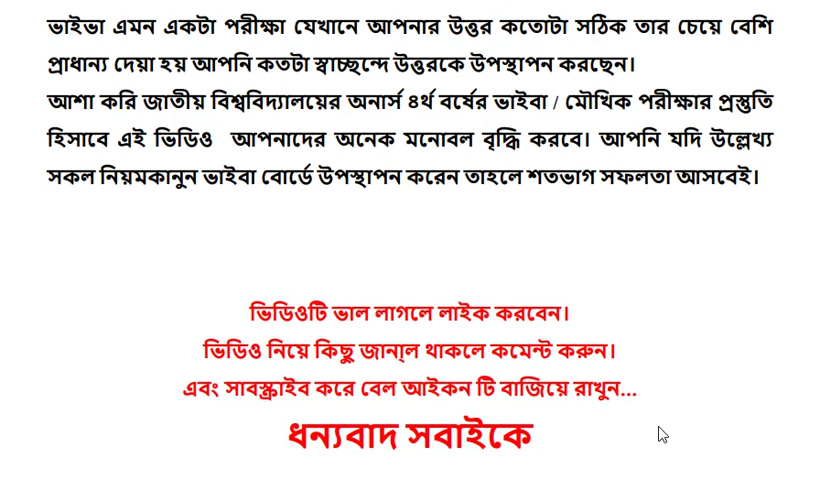 ভাইভা এমন একটা পরীক্ষা যেখানে আপনার উত্তর কতোটা সঠিক তার চেয়ে বেশি
প্রাধান্য দেয়া হয় আপনি কতটা স্বাচ্ছন্দে উত্তরকে উপস্থাপন করছেন।
আশা করি জাতীয় বিশ্ববিদ্যালয়ের অনার্স ৪র্থ বর্ষের ভাইবা / মৌখিক পরীক্ষার প্রস্তুতি
হিসাবে এই ভিডিও আপনাদের অনেক মনোবল বৃদ্ধি করবে। আপনি যদি উল্লেখ্য
সকল নিয়মকানুন ভাইবা বোর্ডে উপস্থাপন করেন তাহলে শতভাগ সফলতা আসবেই।
ভিডিওটি ভাল লাগলে লাইক করবেন।
ভিডিও নিয়ে কিছু জানা্ল থাকলে কমেন্ট করুন।
এবং সাবস্ক্রাইব করে বেল আইকন টি বাজিয়ে রাখুন...
ধন্যবাদ সবাইকে